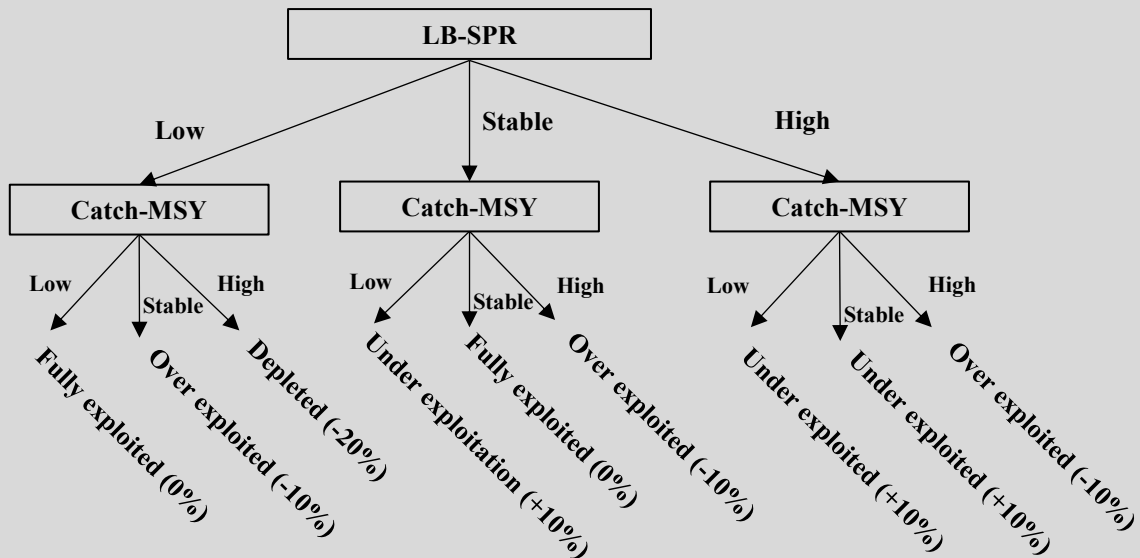 LB-SPR
Low
Stable
High
Catch-MSY
Catch-MSY
Catch-MSY
Low
Stable
High
Low
Stable
High
Low
Stable
High
Fully exploited (0%)
Over exploited (-10%)
Depleted (-20%)
Under exploitation (+10%)
Fully exploited (0%)
Over exploited (-10%)
Under exploited (+10%)
Under exploited (+10%)
Over exploited (-10%)